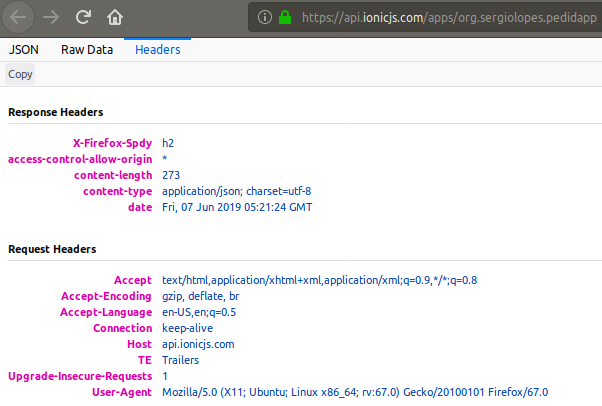 https://api.ionicjs.com/apps/org.sergiolopes.pedidapp
JSON Raw Data Headers
Copy
Response Headers
X-Firefox-Spdy h2
access-control-allow-origin *
content-length 273
content-type application/json; charset=utf-8
date Fri, 07 Jun 2019 05:21:24 GMT
Request Headers
Accept text/html,application/xhtml+xml,application/xml;q=0.9,*/*;q=0.8
Accept-Encoding gzip, deflate, br
Accept-Language en-US,en;q=0.5
Connection keep-alive
Host api.ionicjs.com
TE Trailers
Upgrade-Insecure-Requests 1
User-Agent Mozilla/5.0 (X11; Ubuntu; Linux x86_64; rv:67.0) Gecko/20100101 Firefox/67.0